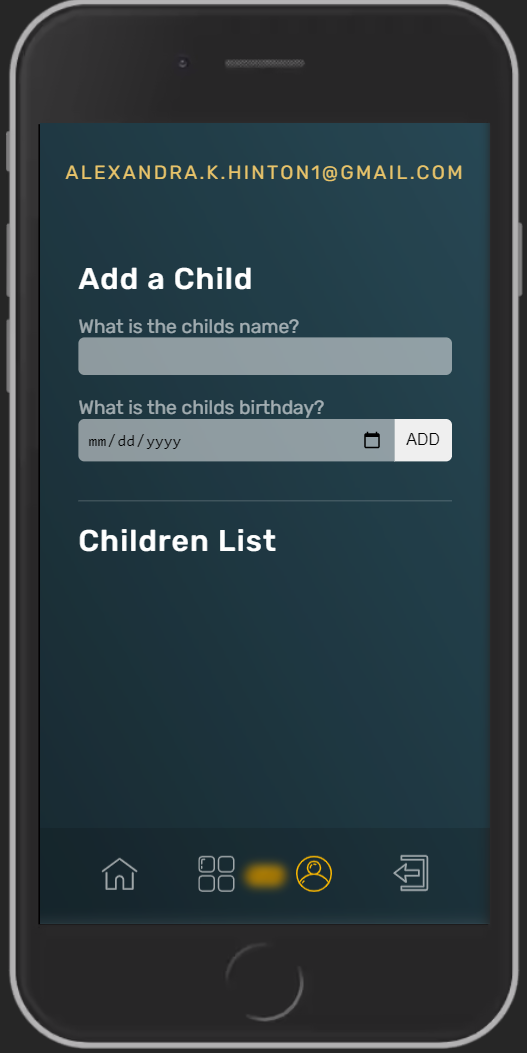 ALEXANDRA.K.HINTON1@GMAIL.COM
Add a Child
What is the childs name?
What is the childs birthday?
mm/dd/yyyy ADD
Children List